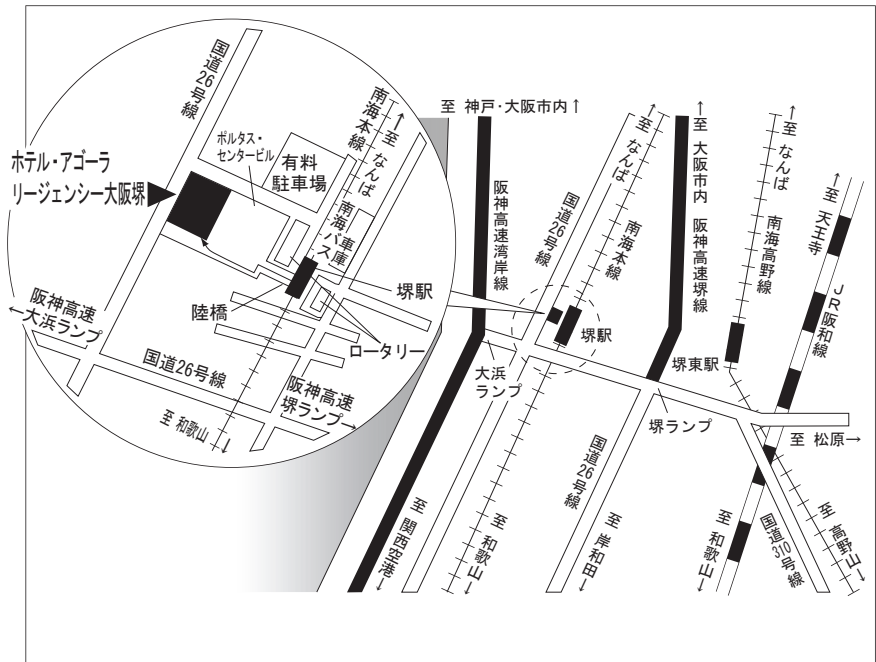 国道26号線
南海本線
↑至 なんば
ポルタス・
センタービル
有料
駐車場
ホテル・アゴーラ
リージェンシー大阪堺
南海バス
車庫
堺駅
陸橋
ロータリー
阪神高速
←大浜ランプ
国道26号線
阪神高速
堺ランプ→
至 和歌山↓
至 神戸・大阪市内↑
阪神高速湾岸線
国道26号線
↑至 なんば
南海本線
↑至 大阪市内
阪神高速堺線
↑至 なんば
南海高野線
↑至 天王寺
JR阪和線
堺駅
堺東駅
大浜
ランプ
堺ランプ
至 松原→
国道26号線
国道310号線
至 関西空港↓
至 和歌山↓
至 岸和田↓
至 和歌山↓
至 高野山↓